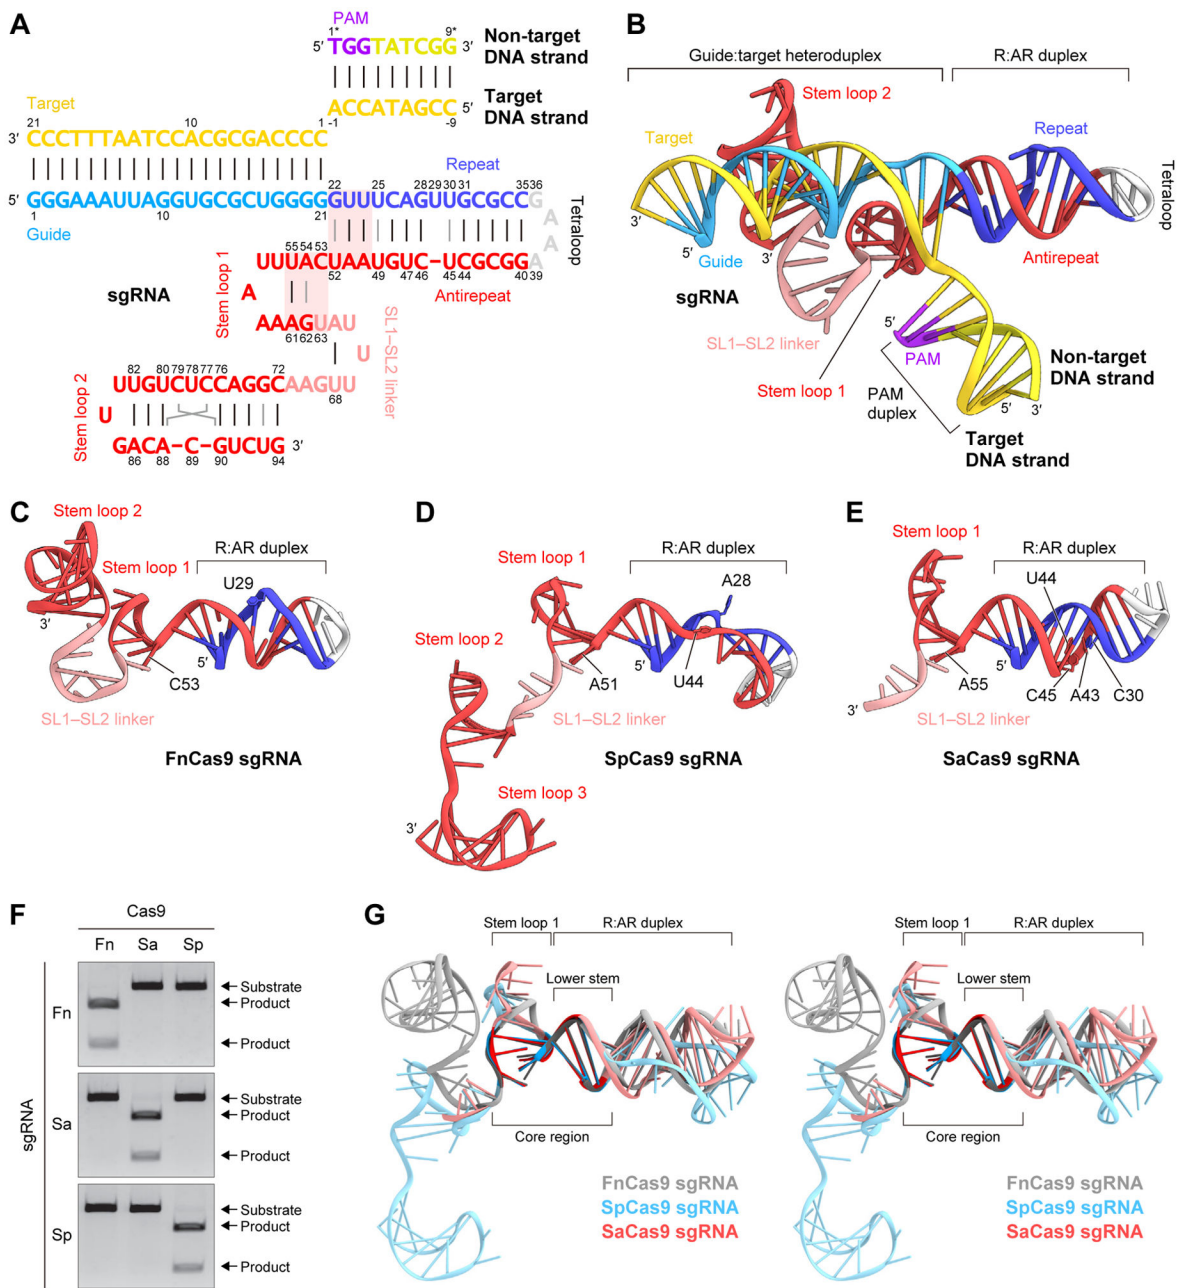 A
PAM
1* 9*
5′ TGGTATCGG 3′
Non-target
DNA strand
ACCATAGCC 5′
-1 -9
Target
DNA strand
Target
21 10 1
3′ CCCTTTAATCCACGCGACCCC
Repeat
22 25 28 29 30 31 35 36
5′ GGGAAAUUAGGUGCGCUGGGGGUUUUCAGUUGCGCCG
1 10 21
Guide
A
A
Tetraloop
55 54 53
UUUACUAAUGUC–UCGCGGA
52 49 46 45 44 40 39
Antirepeat
Stem loop 1
sgRNA
A
AAAGUAU
61 62 63
U
SL1–SL2 linker
82 80 79 78 77 76 72
UUGUCUCCAGGCAAGUU
68
Stem loop 2
U
GACA–C–GUCUG 3′
86 88 89 90 94
B
Guide:target heteroduplex
R:AR duplex
Stem loop 2
Target
Repeat
Tetraloop
3′
5′
Guide
Antirepeat
sgRNA
SL1–SL2 linker
5′
PAM
Stem loop 1
PAM
duplex
Non-target
DNA strand
5′ 3′
Target
DNA strand
C
Stem loop 2
R:AR duplex
Stem loop 1
U29
3′
5′
C53
SL1–SL2 linker
FnCas9 sgRNA
D
R:AR duplex
Stem loop 1
A28
Stem loop 2
5′
A51
U44
SL1–SL2 linker
SpCas9 sgRNA
Stem loop 3
3′
E
Stem loop 1
R:AR duplex
U44
5′
A55
C45 A43 C30
3′
SL1–SL2 linker
SaCas9 sgRNA
F
Cas9
Fn Sa Sp
sgRNA
Fn
Substrate
Product
Product
Sa
Substrate
Product
Product
Sp
Substrate
Product
Product
G
Stem loop 1 R:AR duplex
Lower stem
Core region
FnCas9 sgRNA
SpCas9 sgRNA
SaCas9 sgRNA
Stem loop 1 R:AR duplex
Lower stem
Core region
FnCas9 sgRNA
SpCas9 sgRNA
SaCas9 sgRNA